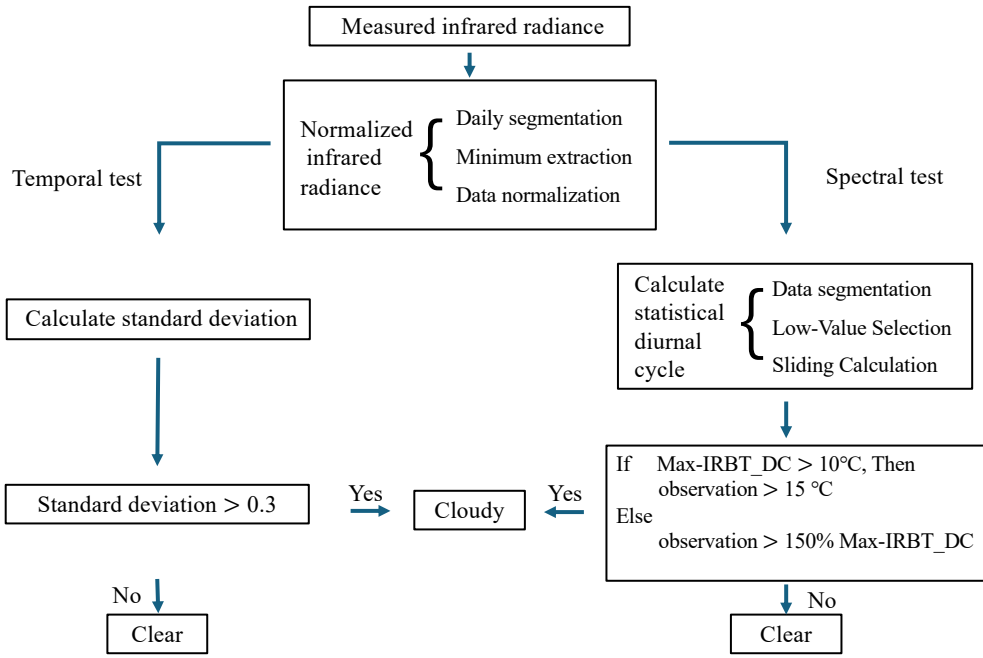 Measured infrared radiance
Normalized
infrared
radiance
{
Daily segmentation
Minimum extraction
Data normalization
Temporal test
Spectral test
Calculate standard deviation
Calculate
statistical
diurnal
cycle
{
Data segmentation
Low-Value Selection
Sliding Calculation
Standard deviation > 0.3
Yes
Cloudy
Yes
If Max-IRBT_DC > 10℃, Then
observation > 15 ℃
Else
observation > 150% Max-IRBT_DC
No
Clear
No
Clear